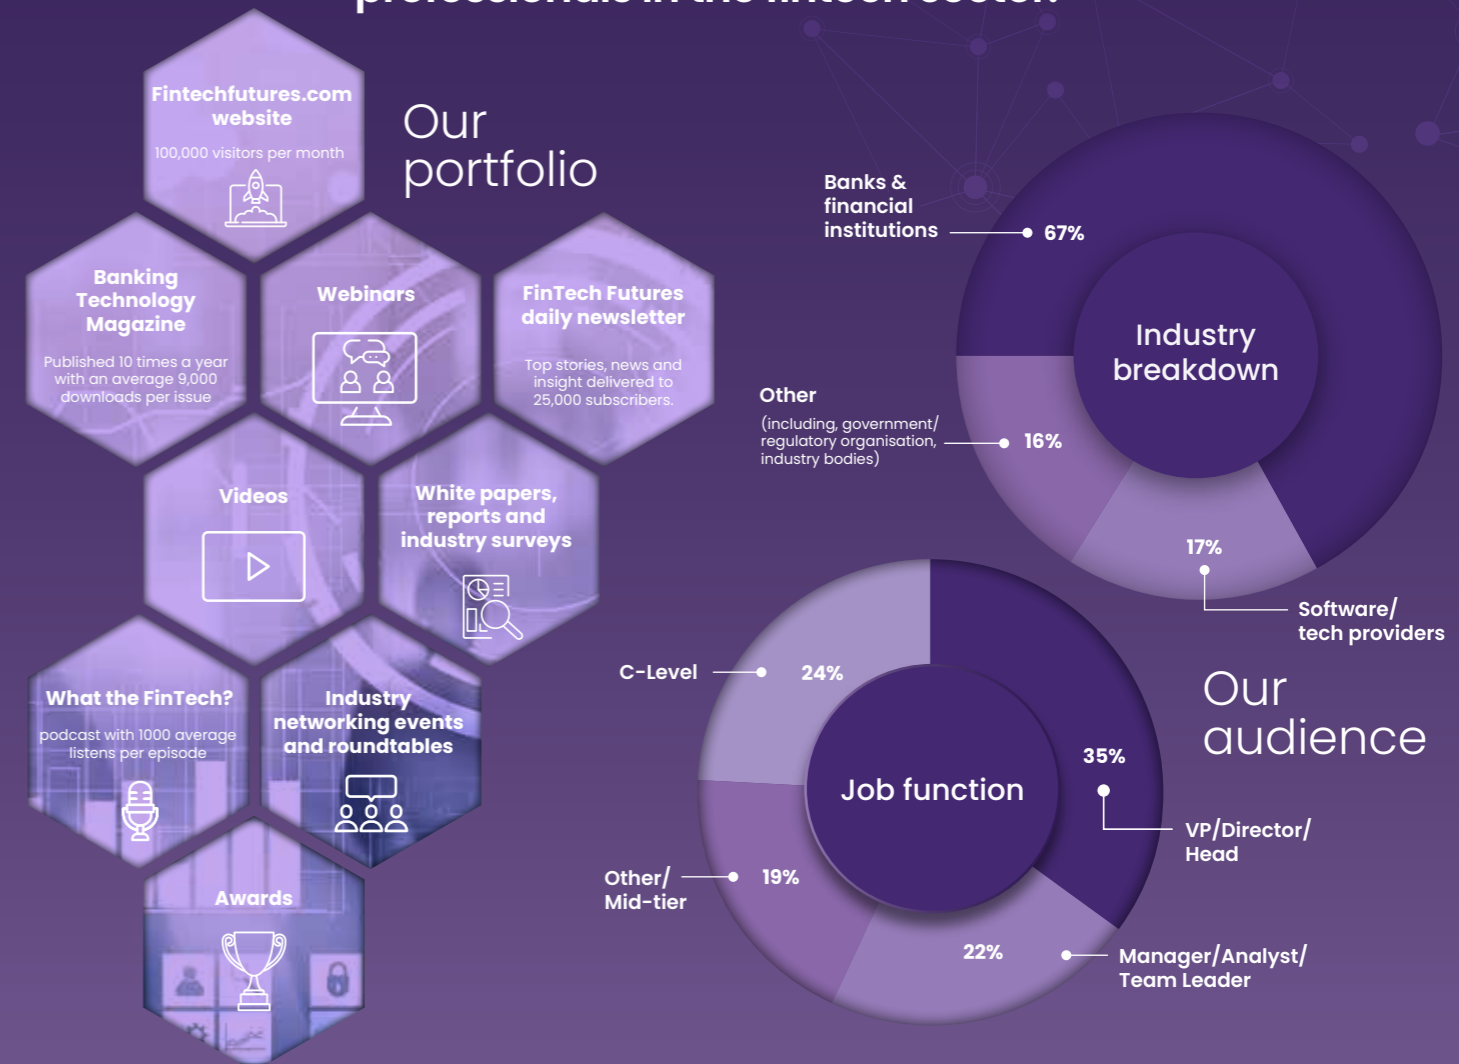 professionals in the fintech sector.
Fintechfutures.com
website
100,000 visitors per month
Our
portfolio
Banking
Technology
Magazine
Published 10 times a year
with an average 9,000
downloads per issue
Webinars
FinTech Futures
daily newsletter
Top stories, news and
insight delivered to
25,000 subscribers.
Videos
White papers,
reports and
industry surveys
What the FinTech?
podcast with 1000 average
listens per episode
Industry
networking events
and roundtables
Awards
Banks &
financial
institutions
67%
Industry
breakdown
Other
(including, government/
regulatory organisation,
industry bodies)
16%
17%
Software/
tech providers
Our
audience
C-Level
24%
Job function
35%
VP/Director/
Head
Other/
Mid-tier
19%
22%
Manager/Analyst/
Team Leader